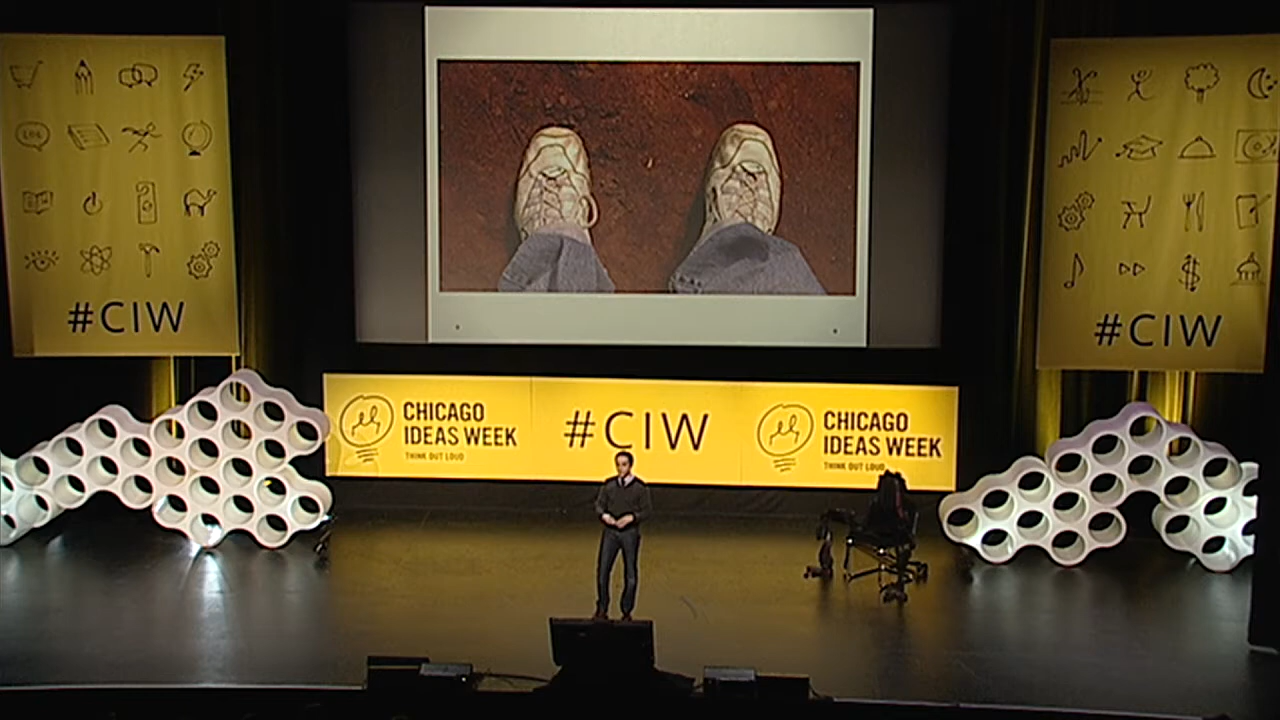 #CIW
#CIW
CHICAGO
IDEAS WEEK
THINK OUT LOUD
#CIW
CHICAGO
IDEAS WEEK
THINK OUT LOUD